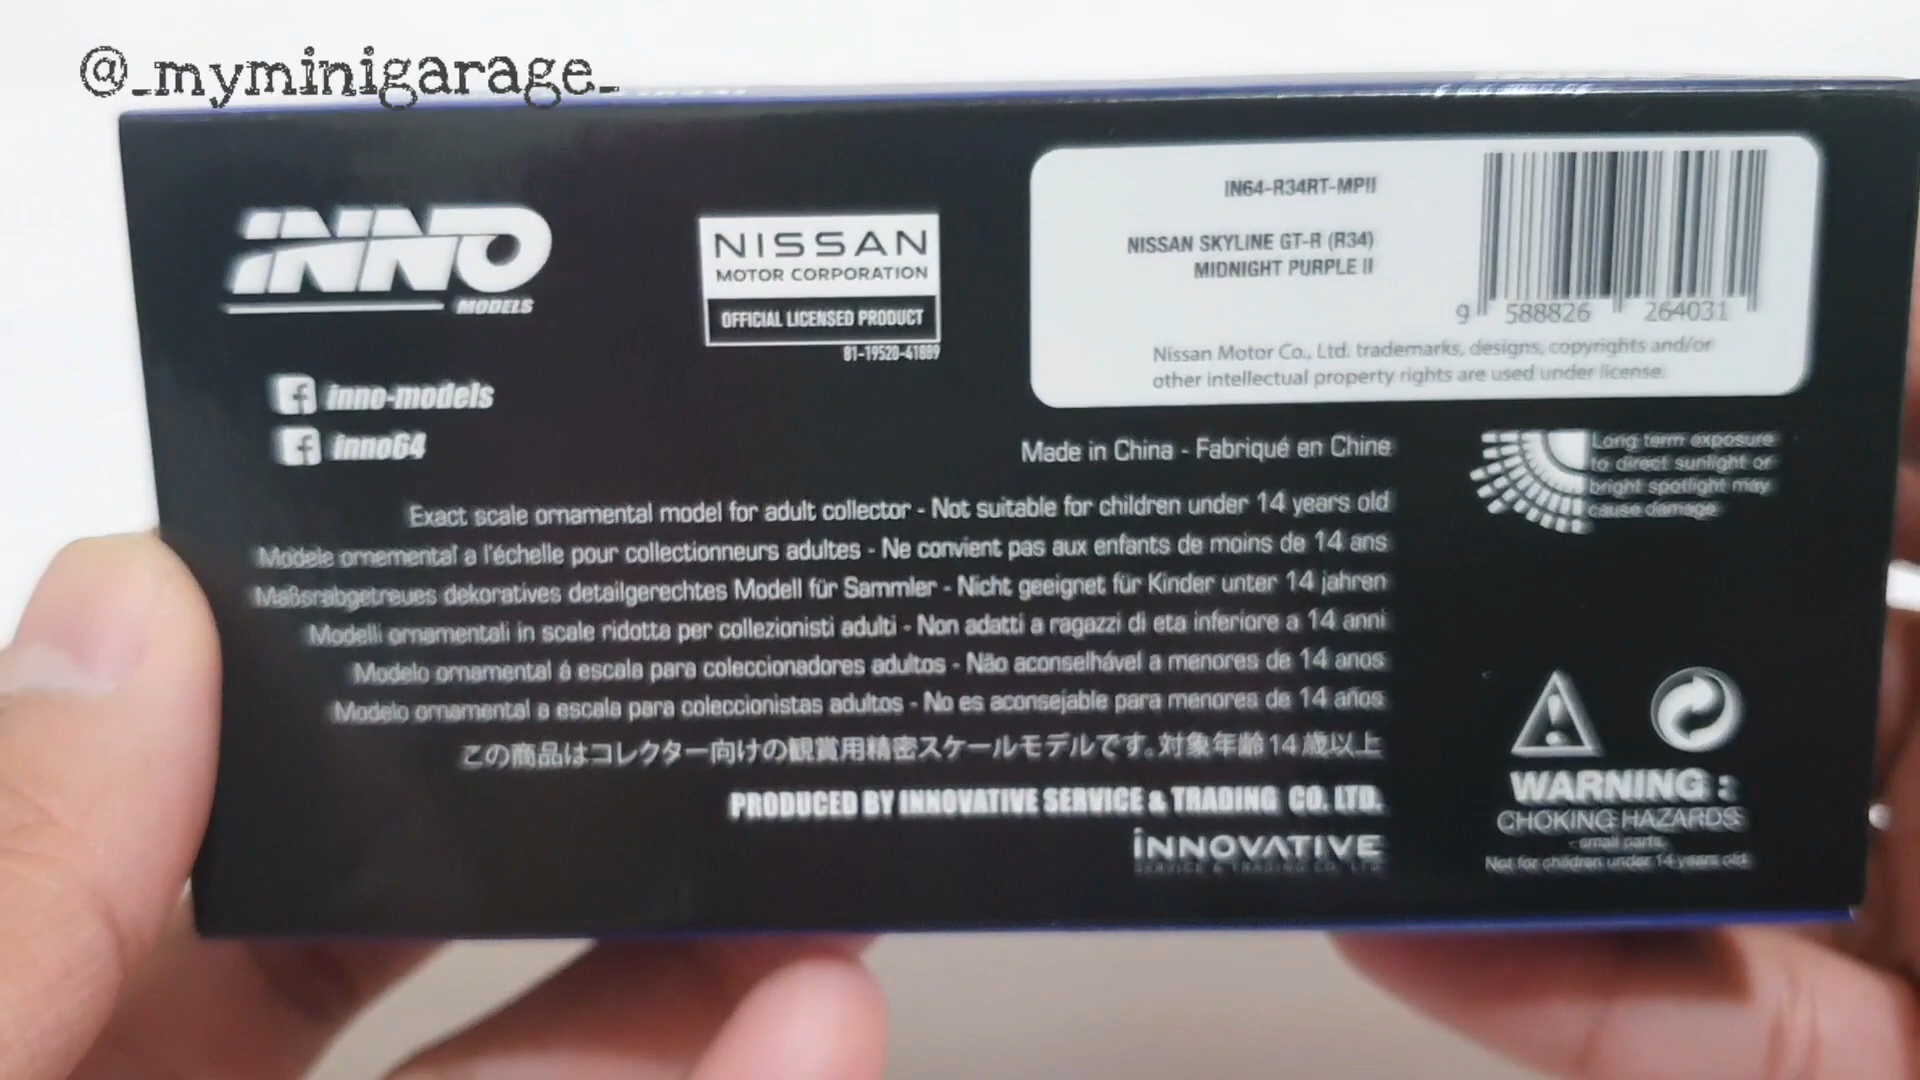 @_myminigarage_
INNO
MODELS
NISSAN
MOTOR CORPORATION
OFFICIAL LICENSED PRODUCT
01-19520-41889
IN64-R34RT-MPII
NISSAN SKYLINE GT-R (R34)
MIDNIGHT PURPLE II
9 588826 264031
Nissan Motor Co., Ltd. trademarks, designs, copyrights and/or
other intellectual property rights are used under license.
inno-models
inno64
Made in China - Fabriqué en Chine
Long term exposure
to direct sunlight or
bright spotlight may
cause damage
Exact scale ornamental model for adult collector - Not suitable for children under 14 years old
Modele ornemental a l'échelle pour collectionneurs adultes - Ne convient pas aux enfants de moins de 14 ans
Maßsrabgetreues dekoratives detailgerechtes Modell für Sammler - Nicht geeignet für Kinder unter 14 jahren
Modelli ornamentali in scale ridotta per collezionisti adulti - Non adatti a ragazzi di eta inferiore a 14 anni
Modelo ornamental á escala para coleccionadores adultos - Não aconselhável a menores de 14 anos
Modelo ornamental a escala para coleccionistas adultos - No es aconsejable para menores de 14 años
この商品はコレクター向けの観賞用精密スケールモデルです。対象年齢14歳以上
PRODUCED BY INNOVATIVE SERVICE & TRADING CO. LTD.
INNOVATIVE
SERVICE & TRADING CO. LTD
WARNING :
CHOKING HAZARDS
-small parts.
Not for children under 14 years old